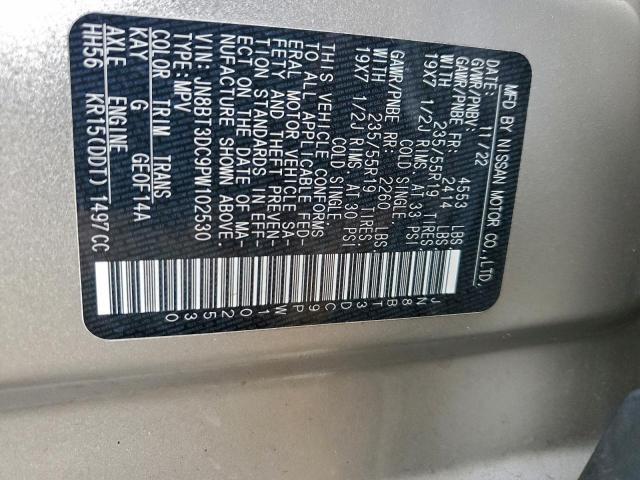 MFD BY NISSAN MOTOR CO.,LTD.
DATE: 11/22
GVWR/PNBV: 4553 LBS.
GAWR/PNBE FR: 2414 LBS.
WITH 235/55R19 TIRES,
19X7 1/2J RIMS, AT 33 PSI
COLD SINGLE.
GAWR/PNBE RR: 2260 LBS.
WITH 235/55R19 TIRES,
19X7 1/2J RIMS, AT 30 PSI
COLD SINGLE.
THIS VEHICLE CONFORMS
TO ALL APPLICABLE FED-
ERAL MOTOR VEHICLE SA-
FETY AND THEFT PREVEN-
TION STANDARDS IN EFF-
ECT ON THE DATE OF MA-
NUFACTURE SHOWN ABOVE.
VIN: JN8BT3DC9PW102530
TYPE: MPV
COLOR TRIM TRANS
KAY G GE0F14A
AXLE ENGINE
HH56 KR15(DDT) 1497CC
JN8BT3DC9PW102530